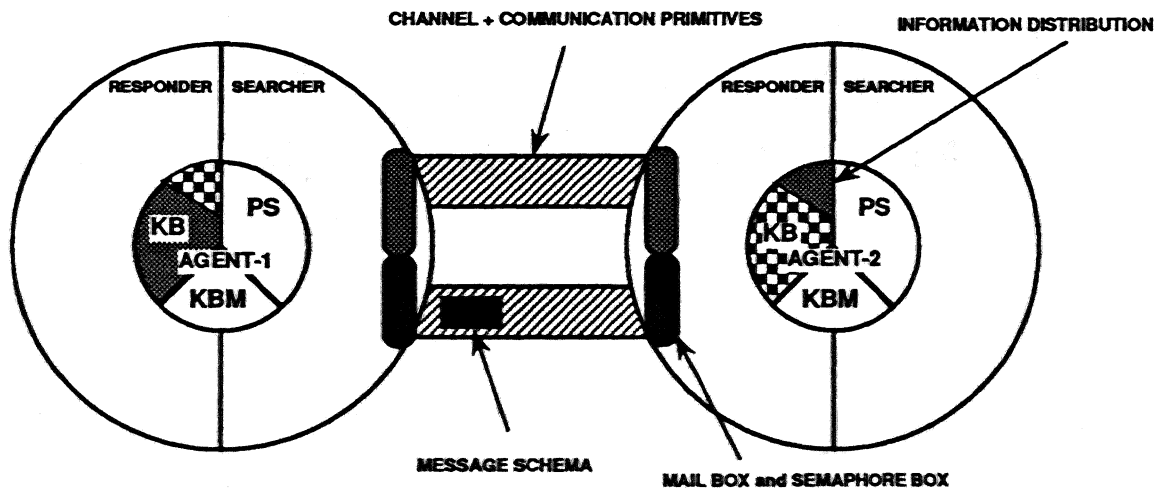 CHANNEL + COMMUNICATION PRIMITIVES
INFORMATION DISTRIBUTION
RESPONDER SEARCHER
RESPONDER SEARCHER
PS
KB
AGENT-1
KBM
PS
KB
AGENT-2
KBM
MESSAGE SCHEMA
MAIL BOX and SEMAPHORE BOX